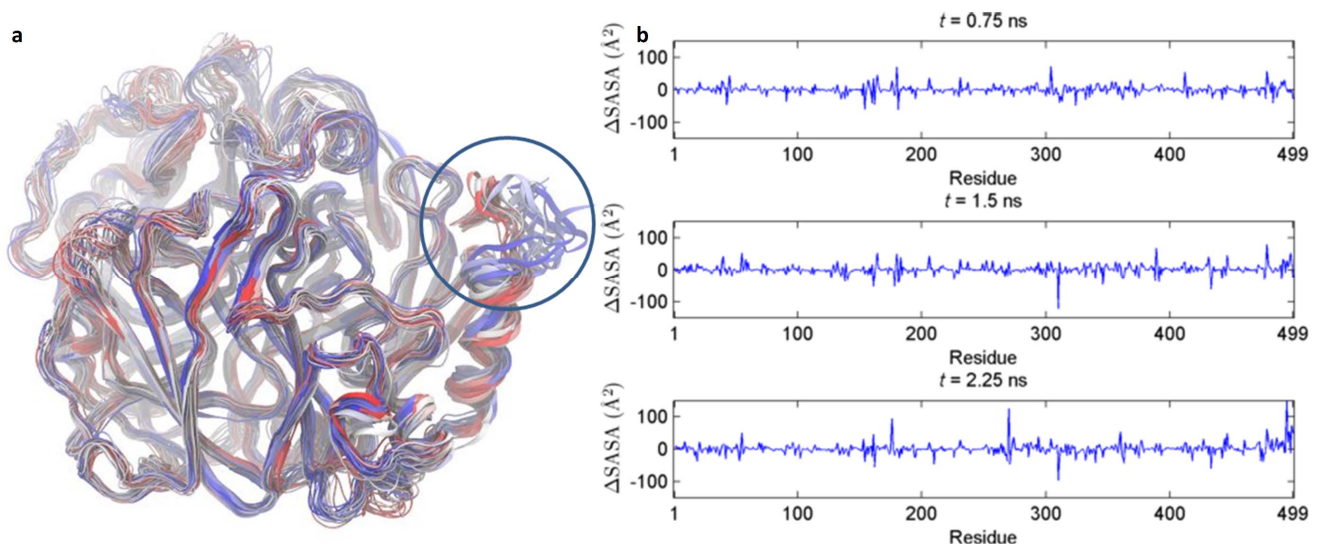 a
b
t = 0.75 ns
ΔSASA (Å²)
100
0
-100
1 100 200 300 400 499
Residue
t = 1.5 ns
ΔSASA (Å²)
100
0
-100
1 100 200 300 400 499
Residue
t = 2.25 ns
ΔSASA (Å²)
100
0
-100
1 100 200 300 400 499
Residue